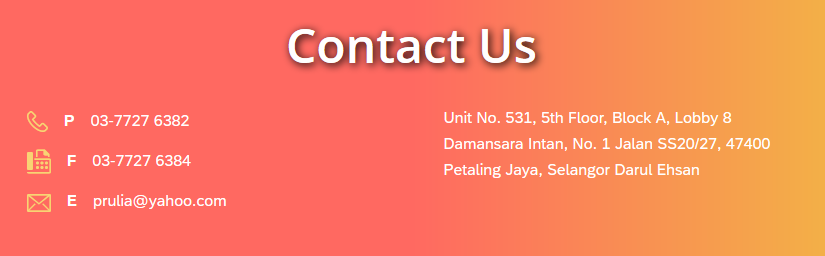 Contact Us
P 03-7727 6382
F 03-7727 6384
E prulia@yahoo.com
Unit No. 531, 5th Floor, Block A, Lobby 8
Damansara Intan, No. 1 Jalan SS20/27, 47400
Petaling Jaya, Selangor Darul Ehsan